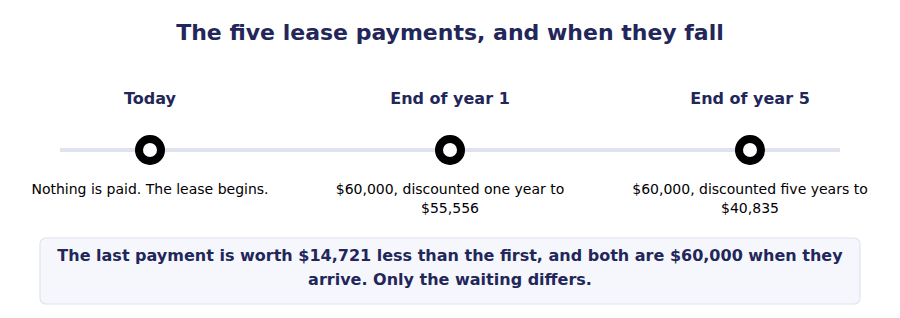 The five lease payments, and when they fall
Today
End of year 1
End of year 5
Nothing is paid. The lease begins.
$60,000, discounted one year to
$55,556
$60,000, discounted five years to
$40,835
The last payment is worth $14,721 less than the first, and both are $60,000 when they
arrive. Only the waiting differs.